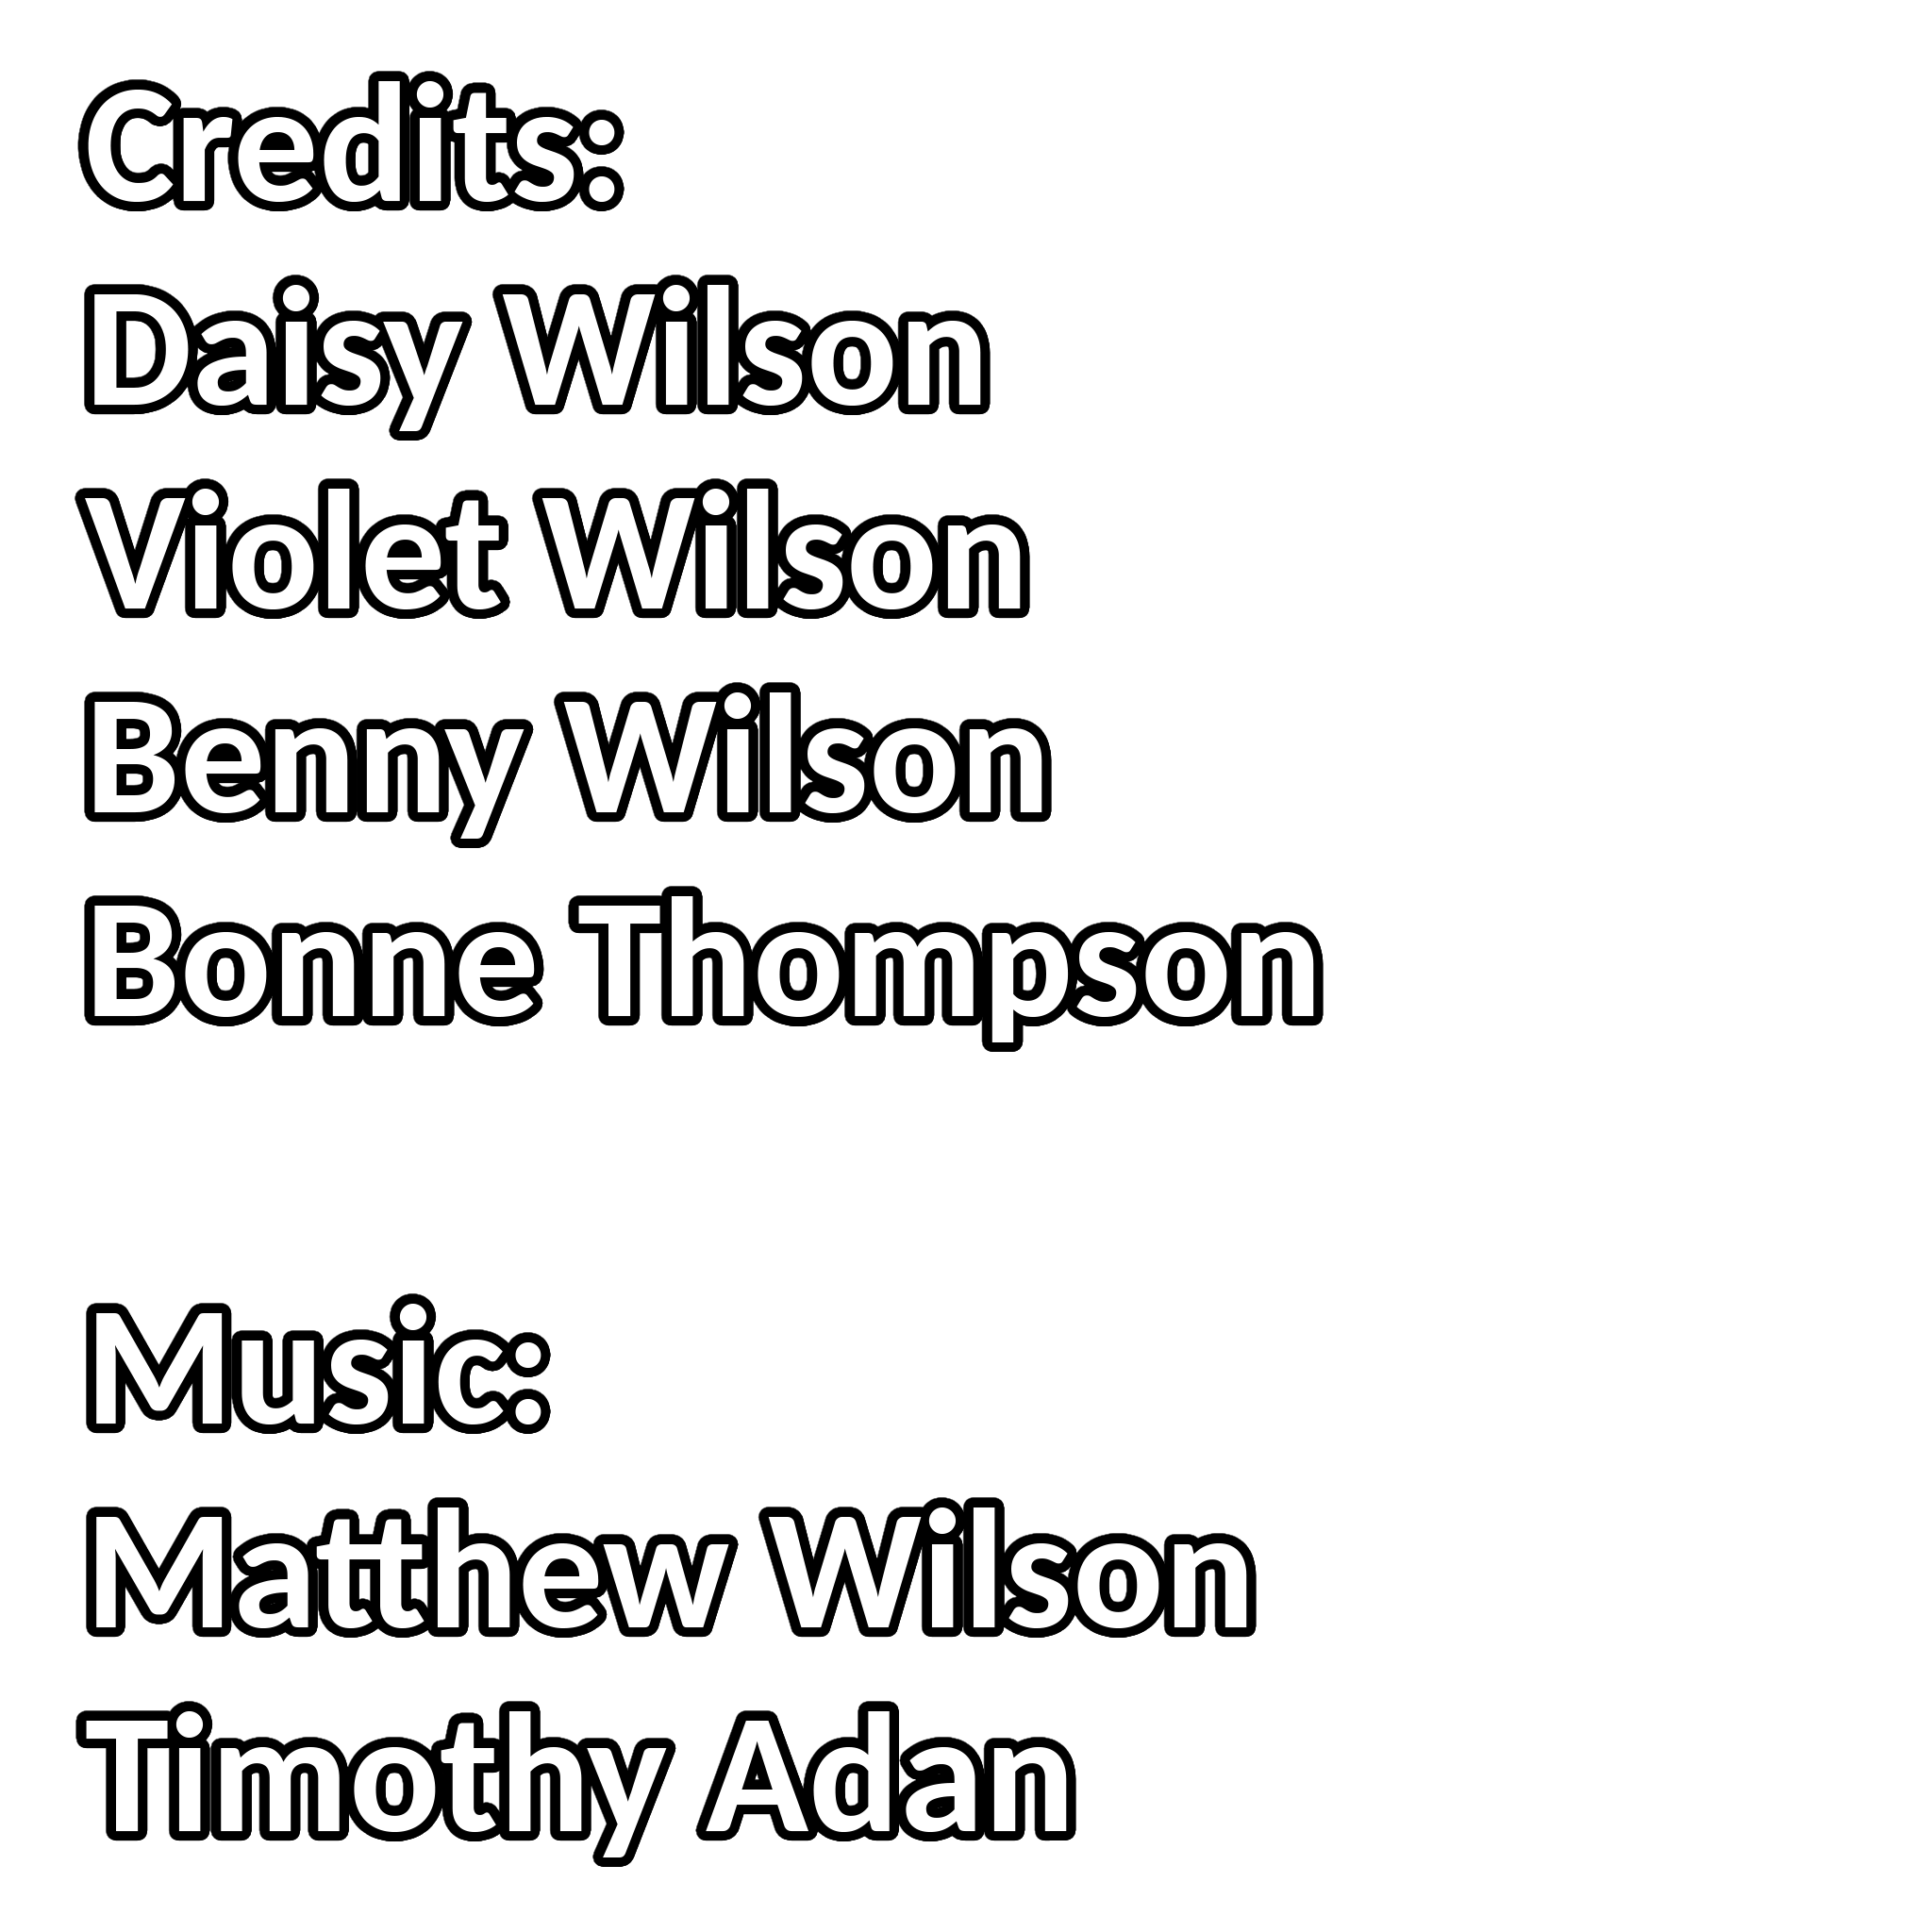 Credits:
Daisy Wilson
Violet Wilson
Benny Wilson
Bonne Thompson
Music:
Matthew Wilson
Timothy Adan